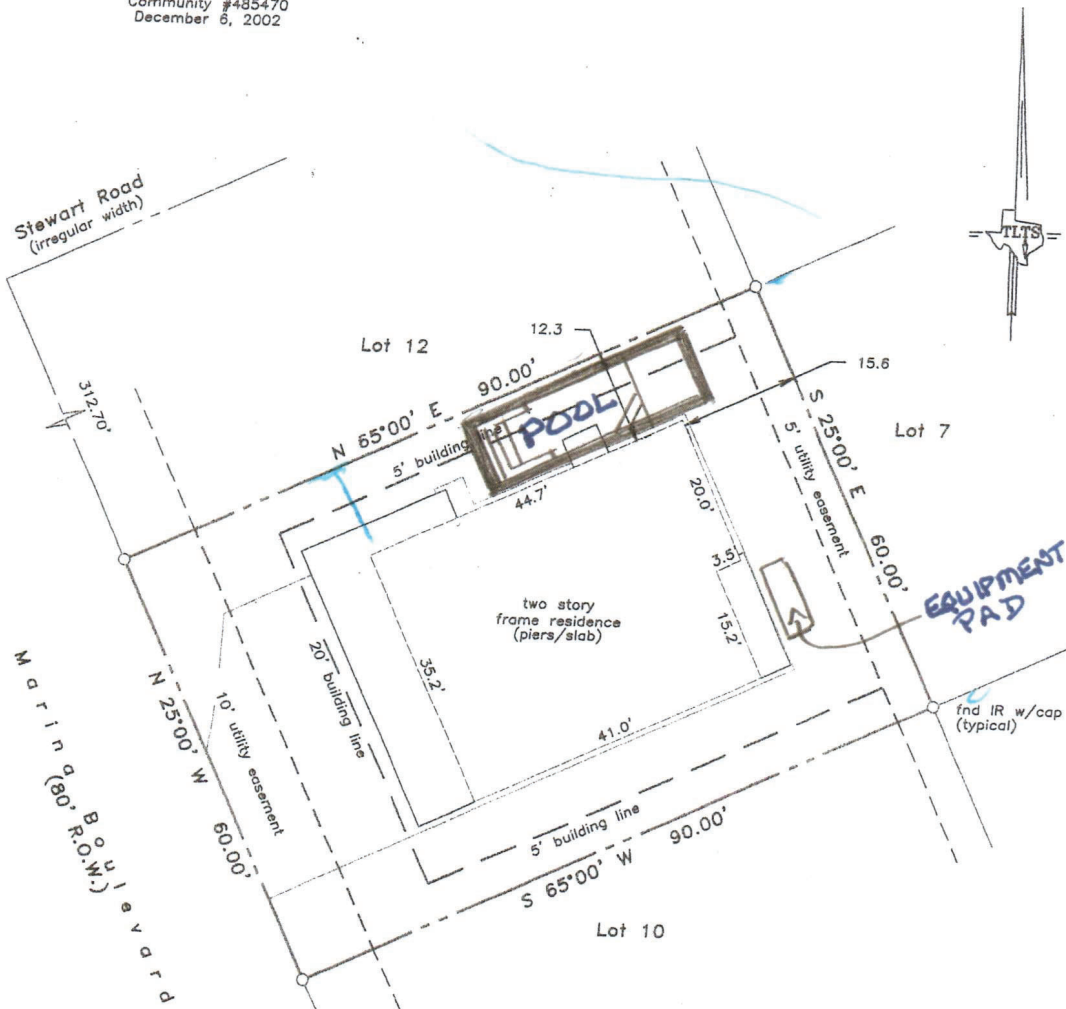 Community #485470
December 6, 2002
Stewart Road
(irregular width)
TLTS
Lot 12
12.3
15.6
312.70'
N 65°00' E 90.00'
POOL
5' building line
44.7'
S 25°00' E 60.00'
Lot 7
5' utility easement
20.0'
3.5'
15.2'
EQUIPMENT
PAD
two story
frame residence
(piers/slab)
35.2'
20' building line
N 25°00' W 60.00'
10' utility easement
Marina Boulevard
(80' R.O.W.)
41.0'
fnd IR w/cap
(typical)
5' building line
S 65°00' W 90.00'
Lot 10